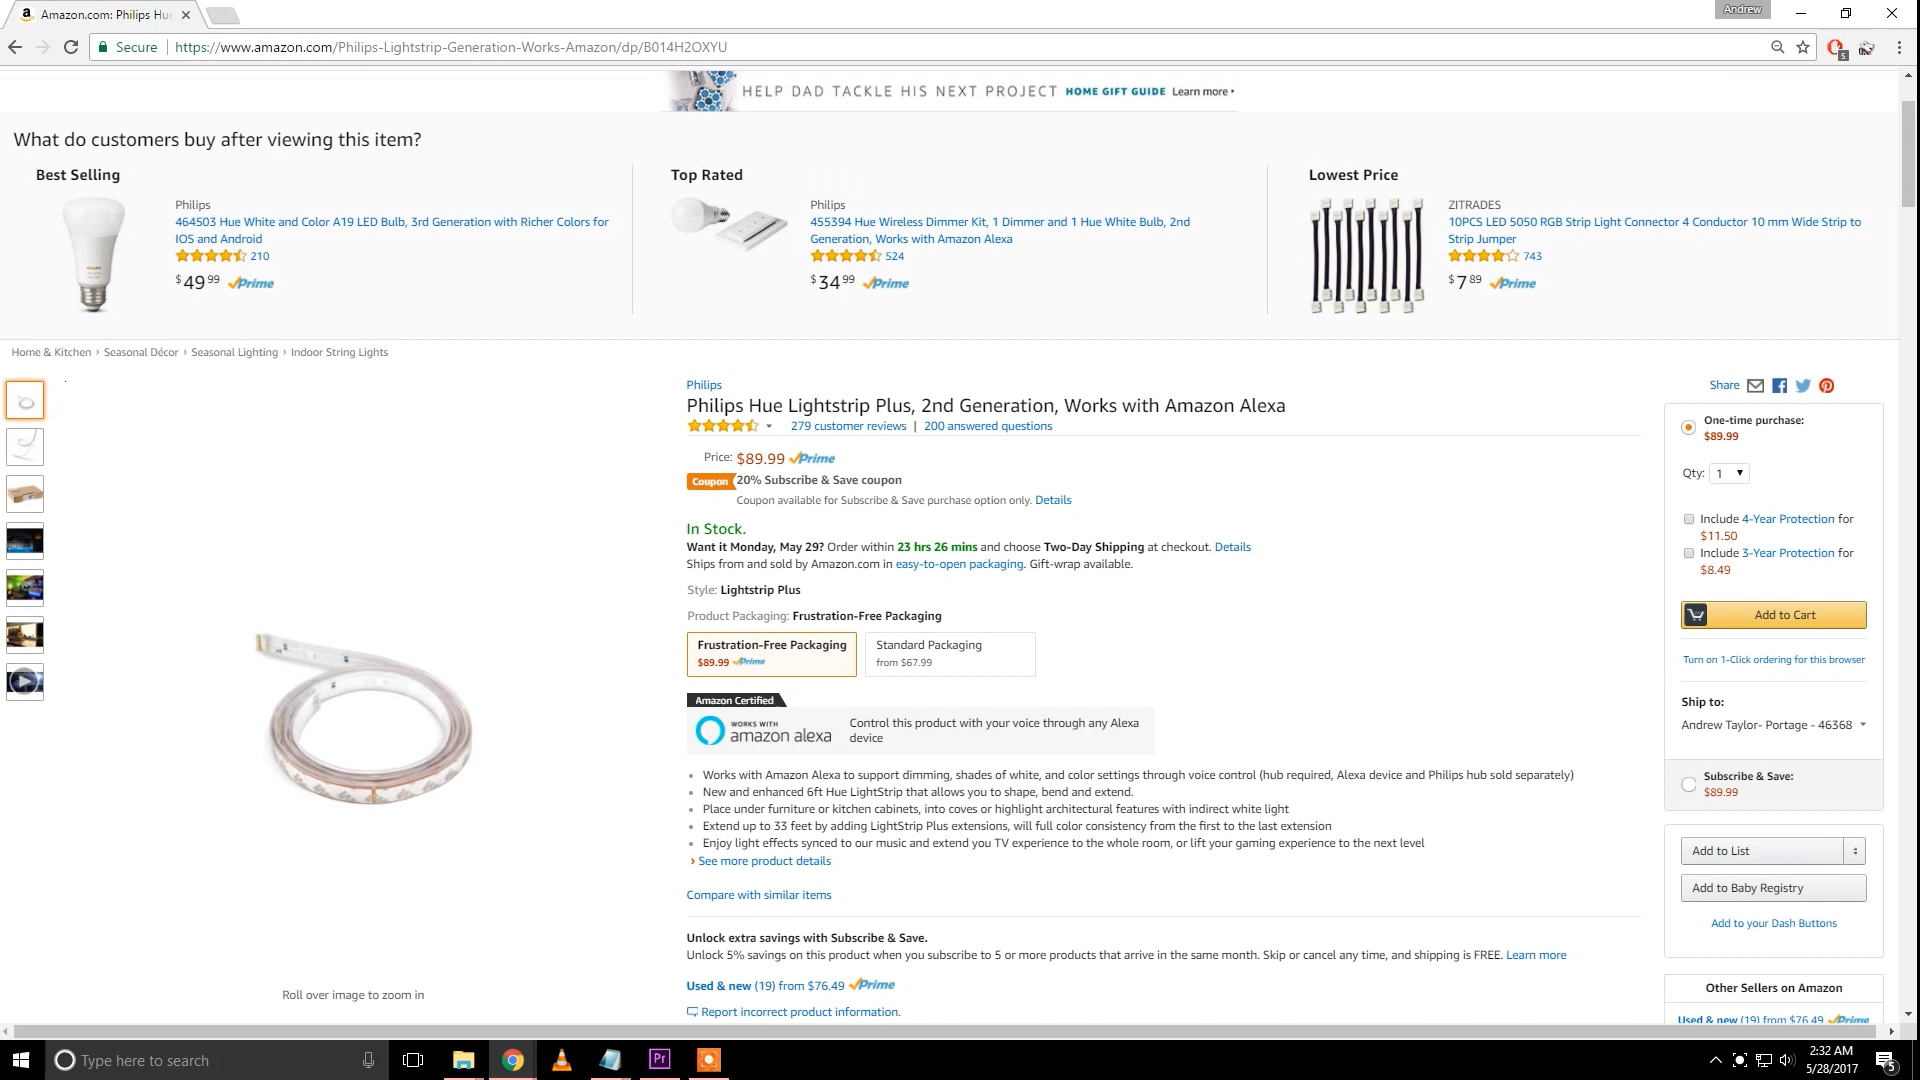 Amazon.com: Philips Hue
Andrew
Secure
https://www.amazon.com/Philips-Lightstrip-Generation-Works-Amazon/dp/B014H2OXYU
5
HELP DAD TACKLE HIS NEXT PROJECT HOME GIFT GUIDE Learn more
What do customers buy after viewing this item?
Best Selling
Philips
464503 Hue White and Color A19 LED Bulb, 3rd Generation with Richer Colors for
IOS and Android
210
$49 99 Prime
Top Rated
Philips
455394 Hue Wireless Dimmer Kit, 1 Dimmer and 1 Hue White Bulb, 2nd
Generation, Works with Amazon Alexa
524
$34 99 Prime
Lowest Price
ZITRADES
10PCS LED 5050 RGB Strip Light Connector 4 Conductor 10 mm Wide Strip to
Strip Jumper
743
$7 89 Prime
Home & Kitchen › Seasonal Décor › Seasonal Lighting › Indoor String Lights
Philips
Philips Hue Lightstrip Plus, 2nd Generation, Works with Amazon Alexa
279 customer reviews | 200 answered questions
Price: $89.99 Prime
Coupon 20% Subscribe & Save coupon
Coupon available for Subscribe & Save purchase option only. Details
In Stock.
Want it Monday, May 29? Order within 23 hrs 26 mins and choose Two-Day Shipping at checkout. Details
Ships from and sold by Amazon.com in easy-to-open packaging. Gift-wrap available.
Style: Lightstrip Plus
Product Packaging: Frustration-Free Packaging
Frustration-Free Packaging
$89.99 Prime
Standard Packaging
from $67.99
Amazon Certified
WORKS WITH
amazon alexa
Control this product with your voice through any Alexa
device
• Works with Amazon Alexa to support dimming, shades of white, and color settings through voice control (hub required, Alexa device and Philips hub sold separately)
• New and enhanced 6ft Hue LightStrip that allows you to shape, bend and extend.
• Place under furniture or kitchen cabinets, into coves or highlight architectural features with indirect white light
• Extend up to 33 feet by adding LightStrip Plus extensions, will full color consistency from the first to the last extension
• Enjoy light effects synced to our music and extend you TV experience to the whole room, or lift your gaming experience to the next level
› See more product details
Compare with similar items
Unlock extra savings with Subscribe & Save.
Unlock 5% savings on this product when you subscribe to 5 or more products that arrive in the same month. Skip or cancel any time, and shipping is FREE. Learn more
Used & new (19) from $76.49 Prime
Report incorrect product information.
Roll over image to zoom in
Share
One-time purchase:
$89.99
Qty: 1
Include 4-Year Protection for
$11.50
Include 3-Year Protection for
$8.49
Add to Cart
Turn on 1-Click ordering for this browser
Ship to:
Andrew Taylor- Portage - 46368
Subscribe & Save:
$89.99
Add to List
Add to Baby Registry
Add to your Dash Buttons
Other Sellers on Amazon
Used & new (19) from $76.49 Prime
Type here to search
Pr
2:32 AM
5/28/2017
5